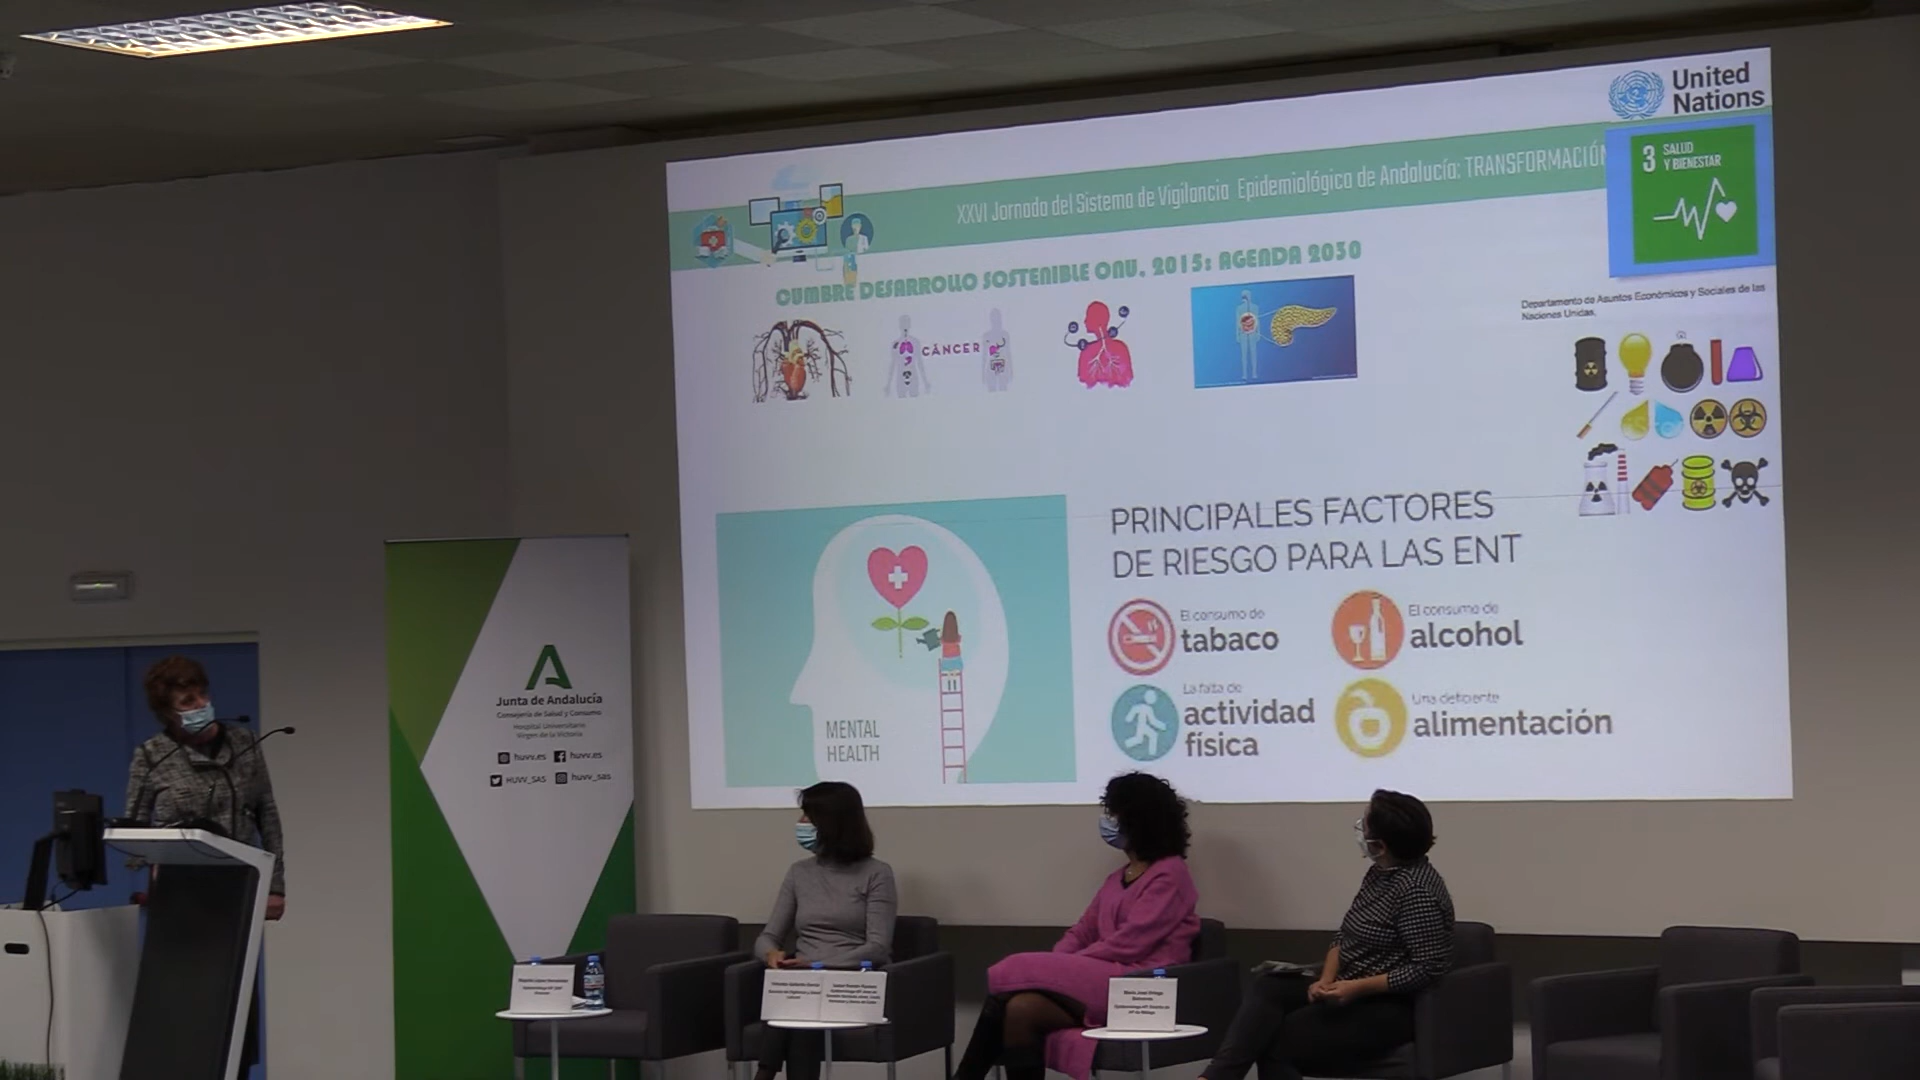 United
Nations
XXVI Jornada del Sistema de Vigilancia Epidemiológica de Andalucía: TRANSFORMACIÓN
3 SALUD
Y BIENESTAR
CUMBRE DESARROLLO SOSTENIBLE ONU, 2015: AGENDA 2030
Departamento de Asuntos Económicos y Sociales de las
Naciones Unidas.
CÁNCER
PRINCIPALES FACTORES
DE RIESGO PARA LAS ENT
El consumo de
tabaco
El consumo de
alcohol
La falta de
actividad
física
Una deficiente
alimentación
MENTAL
HEALTH
Junta de Andalucía
Consejería de Salud y Consumo
Hospital Universitario
Virgen de la Victoria
huvv.es
huvv.es
HUVV_SAS
huvv_sas